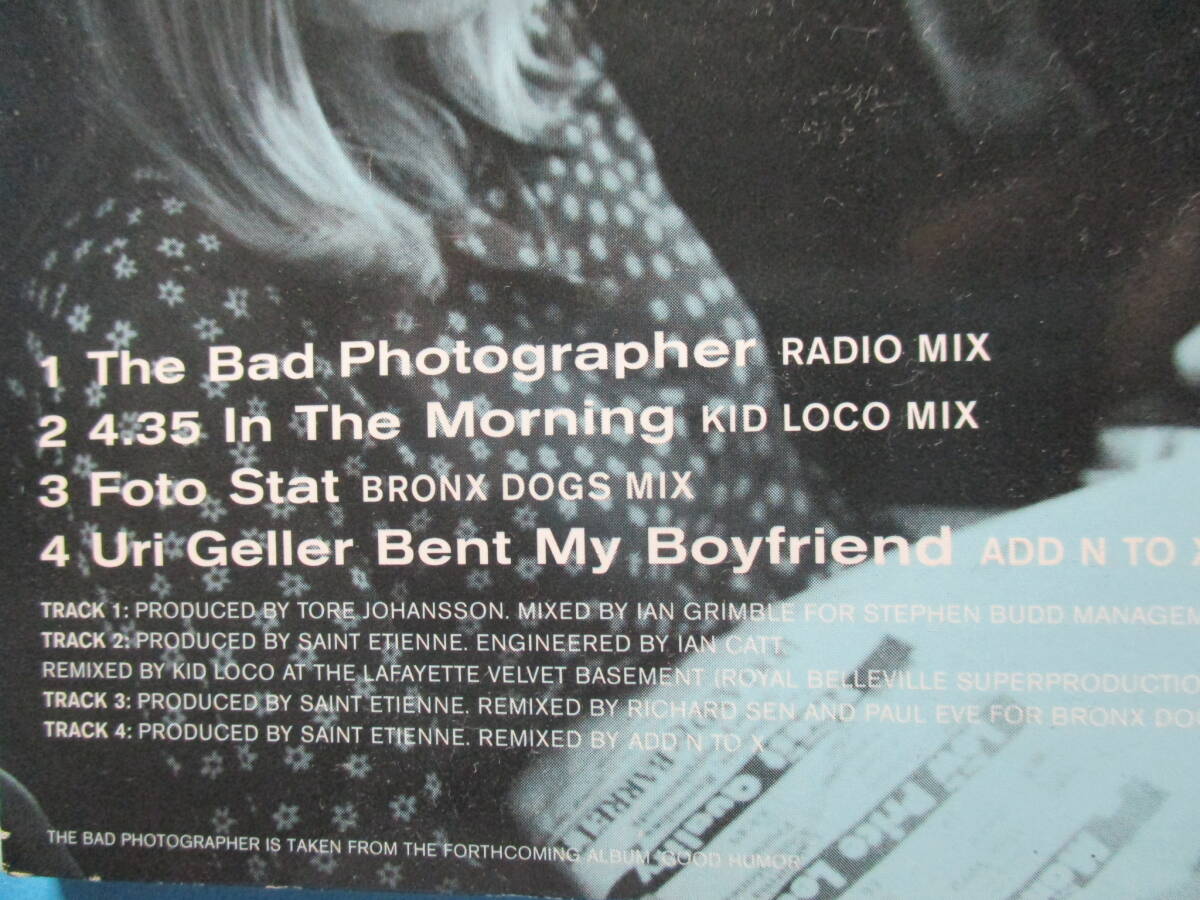 1 The Bad Photographer RADIO MIX
2 4.35 In The Morning KID LOCO MIX
3 Foto Stat BRONX DOGS MIX
4 Uri Geller Bent My Boyfriend ADD N TO X
TRACK 1: PRODUCED BY TORE JOHANSSON. MIXED BY IAN GRIMBLE FOR STEPHEN BUDD MANAGEM
TRACK 2: PRODUCED BY SAINT ETIENNE. ENGINEERED BY IAN CATT.
REMIXED BY KID LOCO AT THE LAFAYETTE VELVET BASEMENT (ROYAL BELLEVILLE SUPERPRODUCTIO
TRACK 3: PRODUCED BY SAINT ETIENNE. REMIXED BY RICHARD SEN AND PAUL EVE FOR BRONX DO
TRACK 4: PRODUCED BY SAINT ETIENNE. REMIXED BY ADD N TO X
BARRET
Quality
THE BAD PHOTOGRAPHER IS TAKEN FROM THE FORTHCOMING ALBUM, 'GOOD HUMOR'